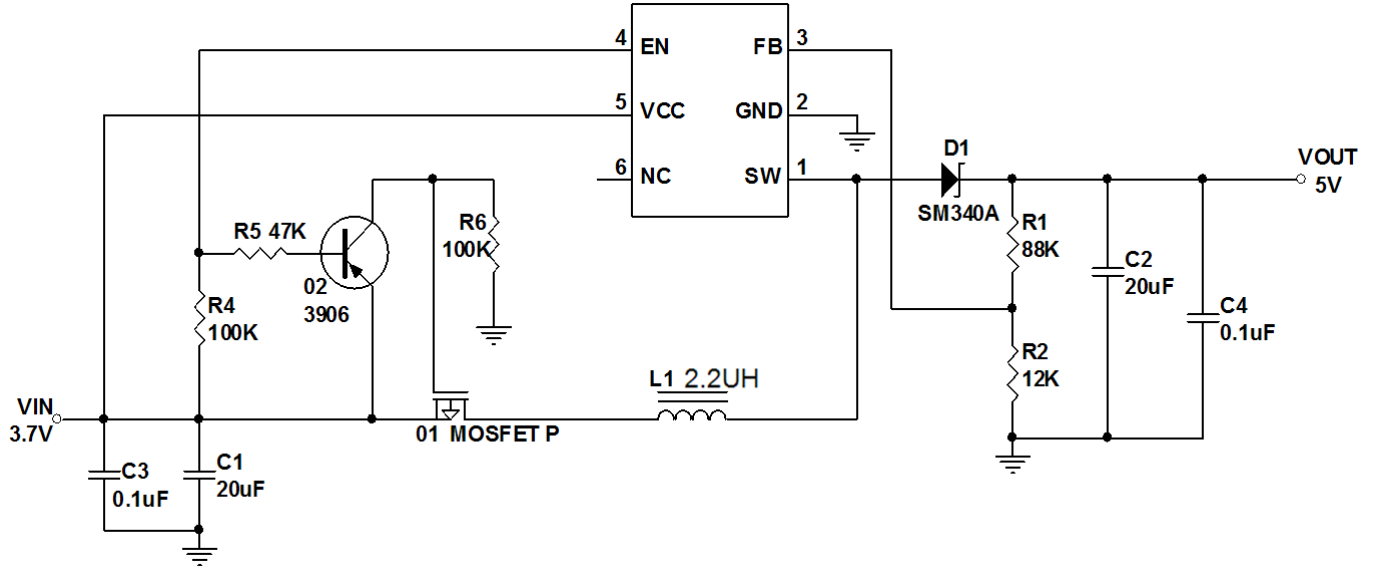 4 EN FB 3
5 VCC GND 2
6 NC SW 1
D1
SM340A
VOUT
5V
R5 47K
R6
100K
R1
88K
C2
20uF
02
3906
R4
100K
C4
0.1uF
R2
12K
L1 2.2UH
VIN
3.7V
01 MOSFET P
C3
0.1uF
C1
20uF